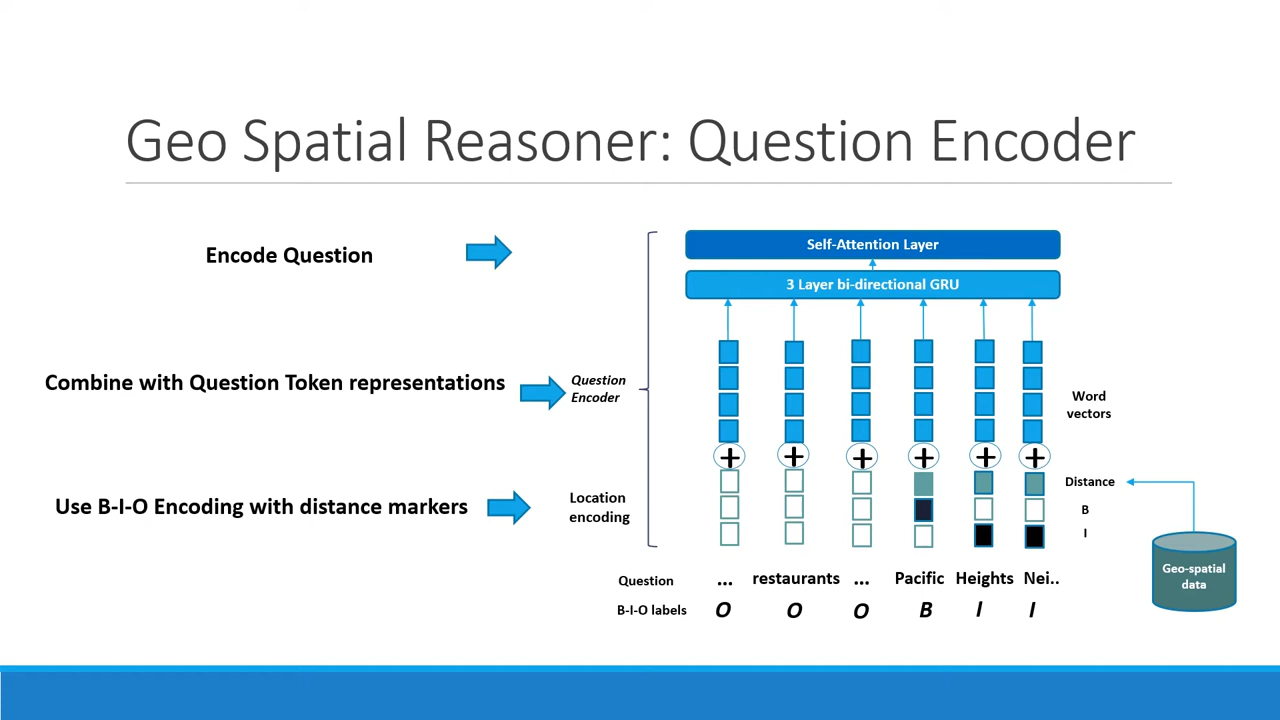 Geo Spatial Reasoner: Question Encoder
Encode Question
Combine with Question Token representations
Use B-I-O Encoding with distance markers
Self-Attention Layer
3 Layer bi-directional GRU
Question
Encoder
Word
vectors
Location
encoding
Distance
B
I
Geo-spatial
data
Question ... restaurants ... Pacific Heights Nei..
B-I-O labels O O O B I I